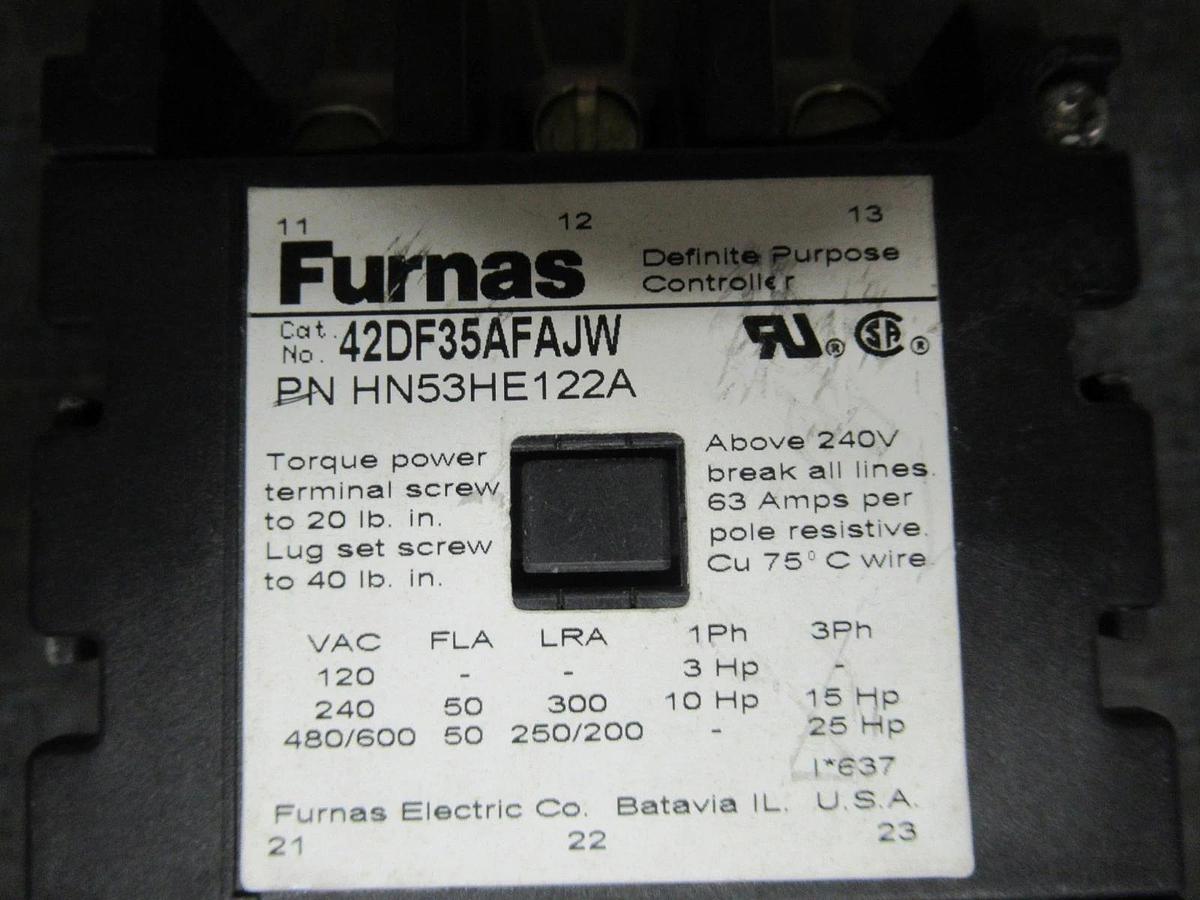 11 12 13
Furnas Definite Purpose
Controller
Cat. No. 42DF35AFAJW
RU ® SA ®
PN HN53HE122A
Torque power
terminal screw
to 20 lb. in.
Lug set screw
to 40 lb. in.
Above 240V
break all lines.
63 Amps per
pole resistive.
Cu 75° C wire.
VAC FLA LRA 1Ph 3Ph
120 - - 3 Hp -
240 50 300 10 Hp 15 Hp
480/600 50 250/200 - 25 Hp
I*637
Furnas Electric Co. Batavia IL. U.S.A.
21 22 23